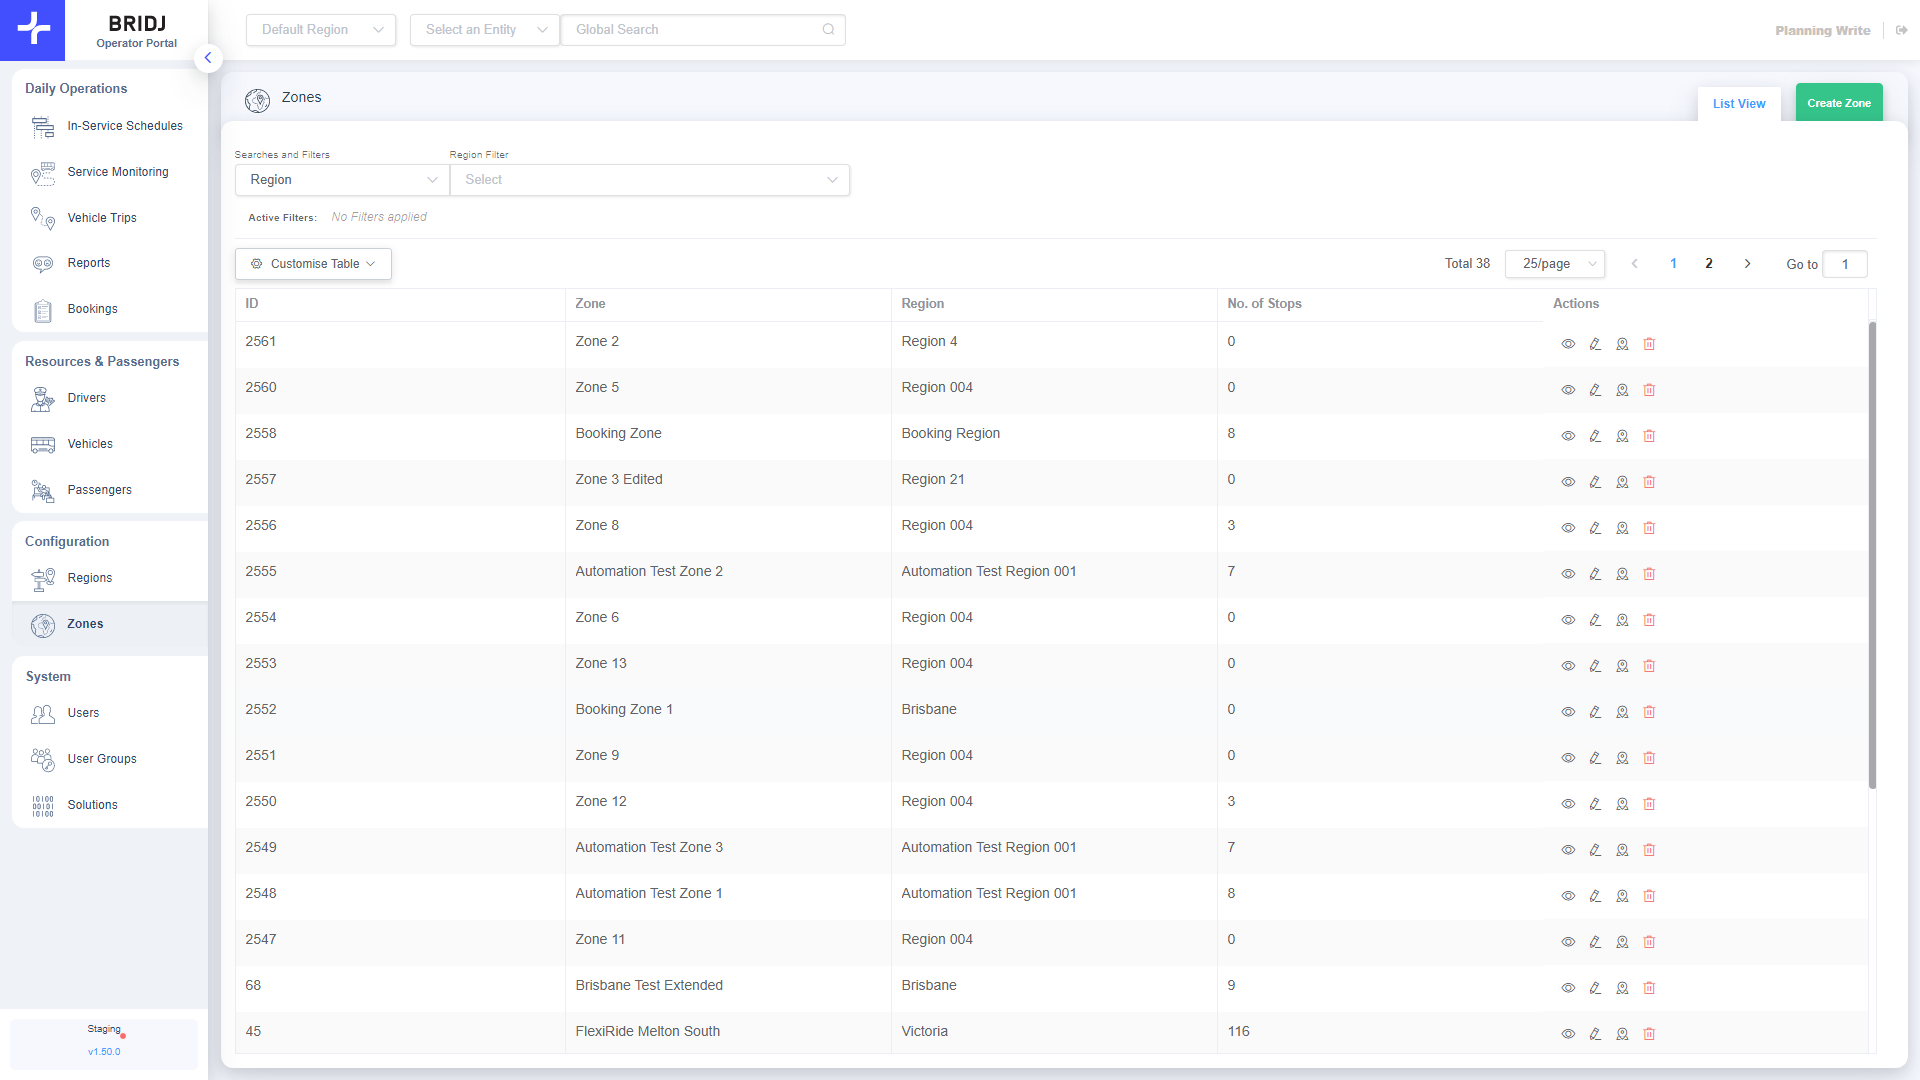 BRIDJ
Operator Portal
Default Region
Select an Entity
Global Search
Planning Write
Daily Operations
In-Service Schedules
Service Monitoring
Vehicle Trips
Reports
Bookings
Resources & Passengers
Drivers
Vehicles
Passengers
Configuration
Regions
Zones
System
Users
User Groups
10100
00101
10100
Solutions
Staging
v1.50.0
Zones
List View
Create Zone
Searches and Filters
Region Filter
Region
Select
Active Filters: No Filters applied
Customise Table
Total 38 25/page 1 2 Go to 1
ID Zone Region No. of Stops Actions
2561 Zone 2 Region 4 0
2560 Zone 5 Region 004 0
2558 Booking Zone Booking Region 8
2557 Zone 3 Edited Region 21 0
2556 Zone 8 Region 004 3
2555 Automation Test Zone 2 Automation Test Region 001 7
2554 Zone 6 Region 004 0
2553 Zone 13 Region 004 0
2552 Booking Zone 1 Brisbane 0
2551 Zone 9 Region 004 0
2550 Zone 12 Region 004 3
2549 Automation Test Zone 3 Automation Test Region 001 7
2548 Automation Test Zone 1 Automation Test Region 001 8
2547 Zone 11 Region 004 0
68 Brisbane Test Extended Brisbane 9
45 FlexiRide Melton South Victoria 116